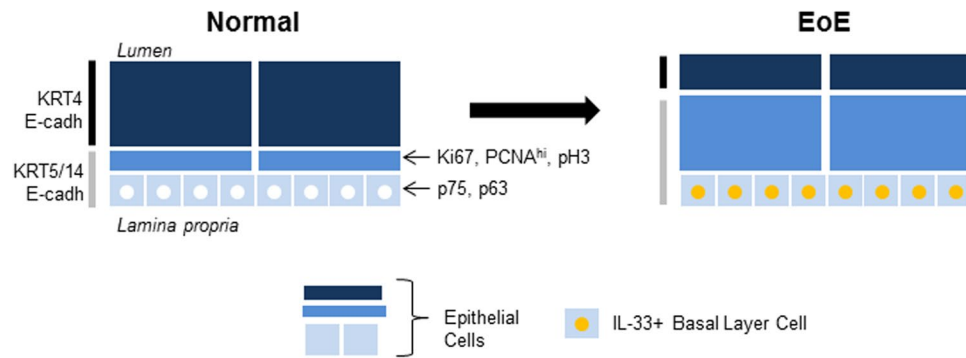 Normal
EoE
Lumen
KRT4
E-cadh
KRT5/14
E-cadh
Ki67, PCNAhi, pH3
p75, p63
Lamina propria
Epithelial
Cells
IL-33+ Basal Layer Cell